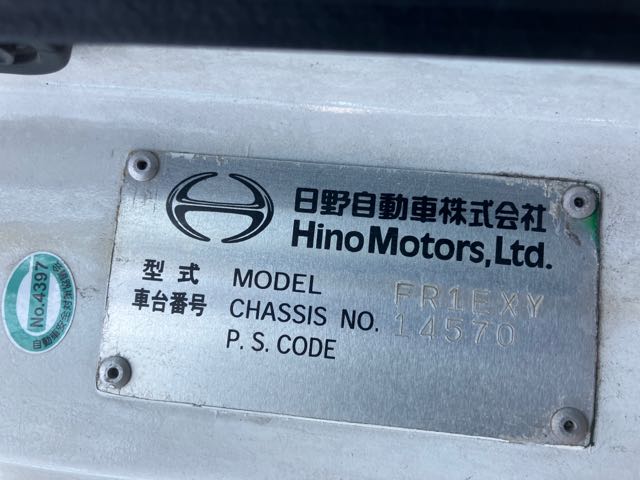 日野自動車株式会社
Hino Motors, Ltd.
型式 MODEL FR1EXY
車台番号 CHASSIS NO. 14570
P. S. CODE
No.4397